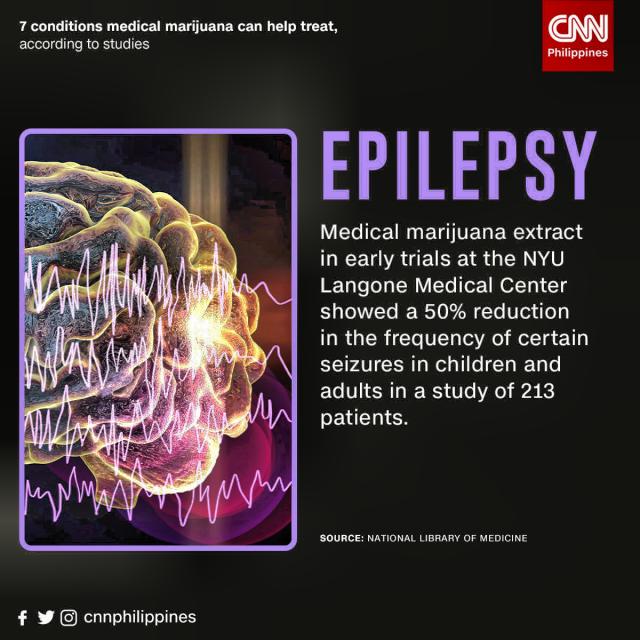 7 conditions medical marijuana can help treat,
according to studies
CNN
Philippines
EPILEPSY
Medical marijuana extract
in early trials at the NYU
Langone Medical Center
showed a 50% reduction
in the frequency of certain
seizures in children and
adults in a study of 213
patients.
SOURCE: NATIONAL LIBRARY OF MEDICINE
cnnphilippines